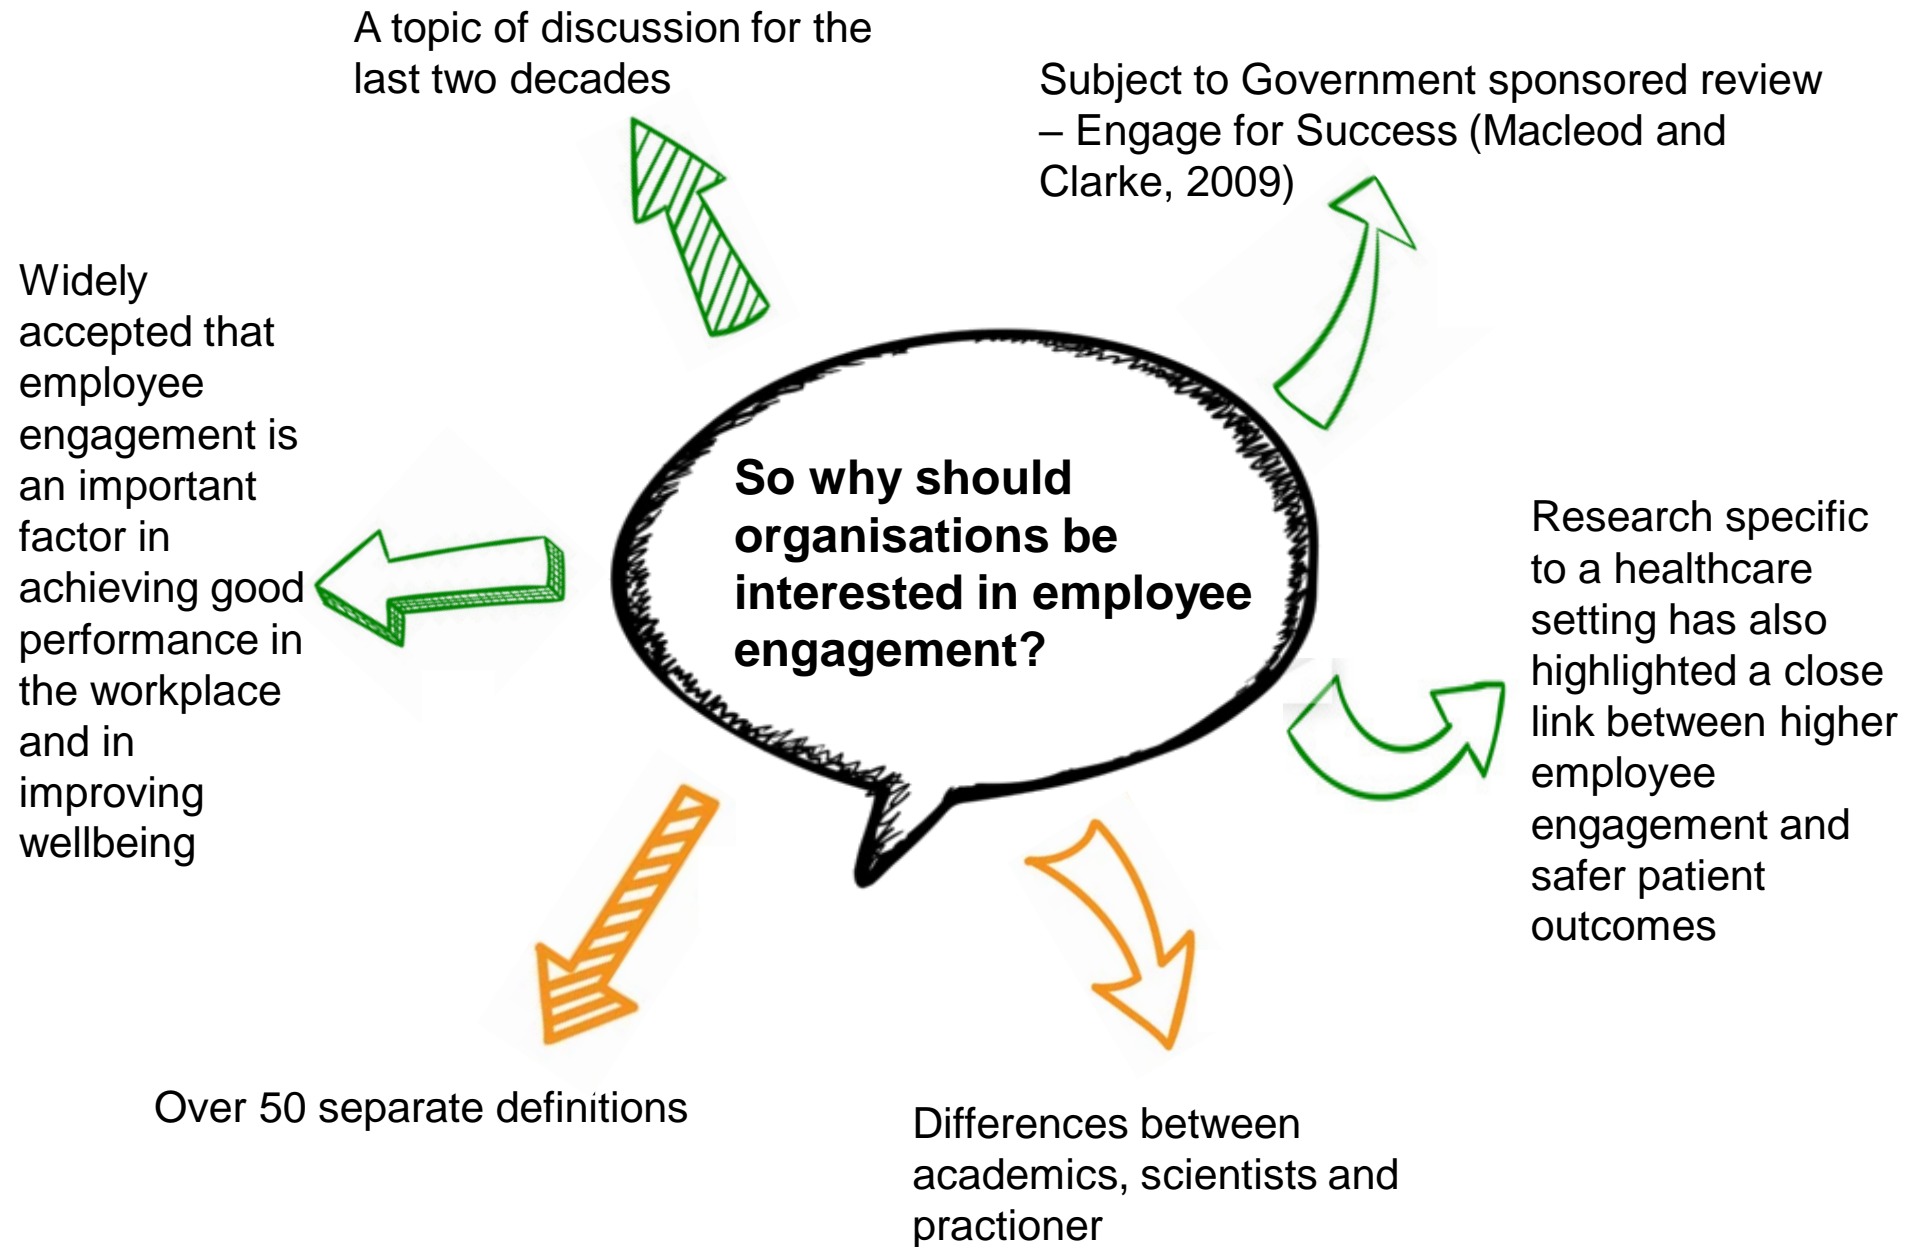 A topic of discussion for the
last two decades
Subject to Government sponsored review
– Engage for Success (Macleod and
Clarke, 2009)
Widely
accepted that
employee
engagement is
an important
factor in
achieving good
performance in
the workplace
and in
improving
wellbeing
So why should
organisations be
interested in employee
engagement?
Research specific
to a healthcare
setting has also
highlighted a close
link between higher
employee
engagement and
safer patient
outcomes
Over 50 separate definitions
Differences between
academics, scientists and
practioner